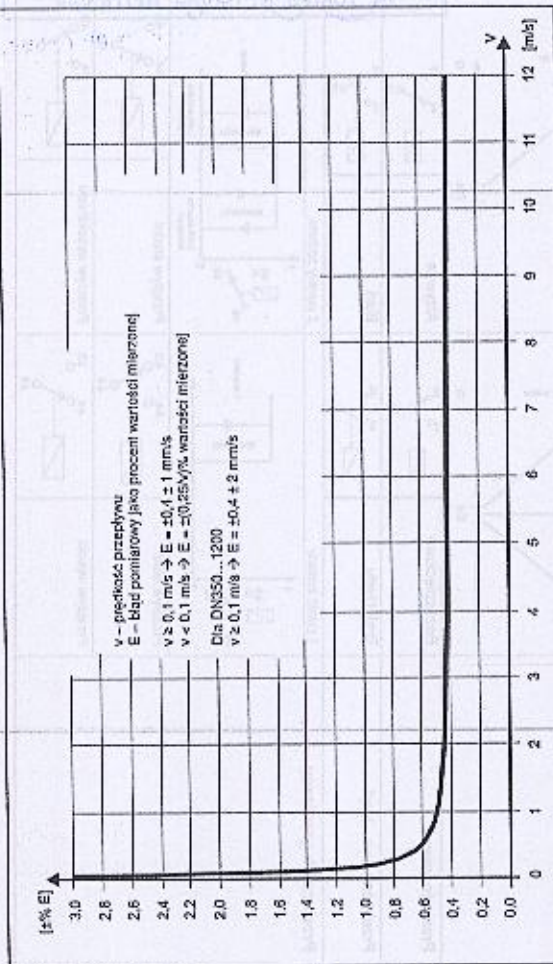 [±% E]
3,0
2,8
2,6
2,4
2,2
2,0
1,8
1,6
1,4
1,2
1,0
0,8
0,6
0,4
0,2
0,0
v – prędkość przepływu
E – błąd pomiarowy jako procent wartości mierzonej
v ≥ 0,1 m/s → E = ±0,4 ± 1 mm/s
v < 0,1 m/s → E = ±(0,25/v)% wartości mierzonej
Dla DN350...1200
v ≥ 0,1 m/s → E = ±0,4 ± 2 mm/s
0 1 2 3 4 5 6 7 8 9 10 11 12
v
[m/s]